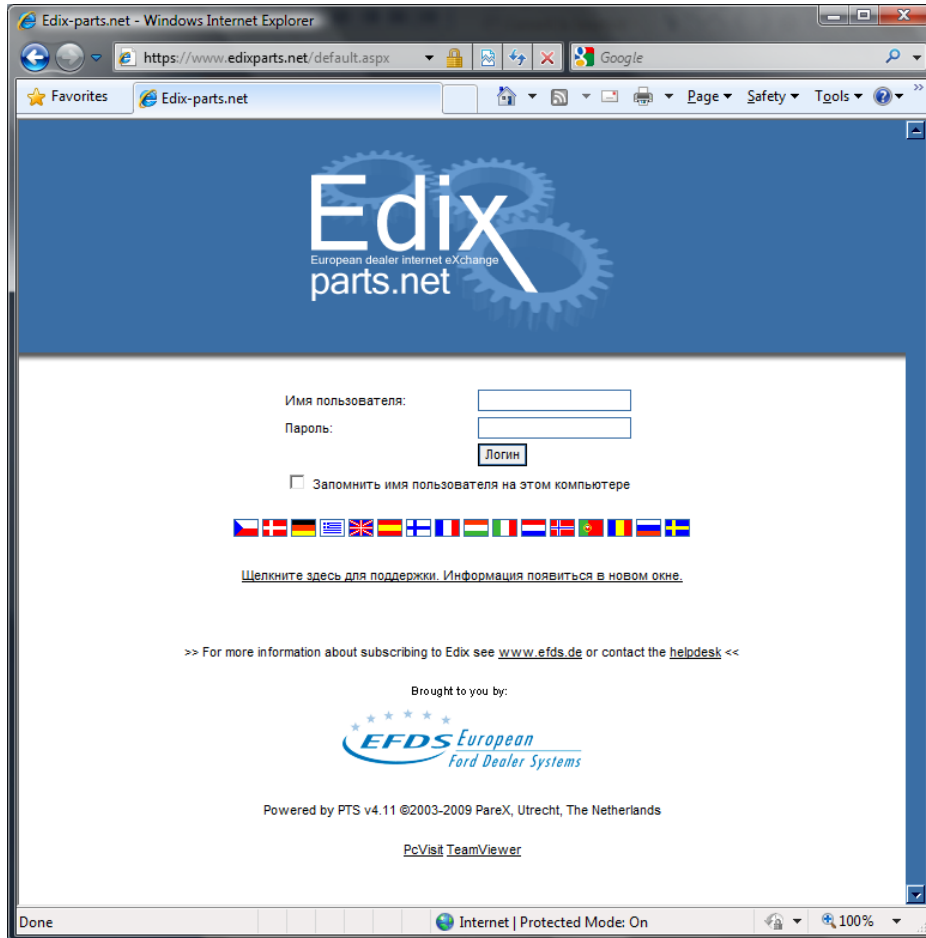 Edix-parts.net - Windows Internet Explorer
https://www.edixparts.net/default.aspx
Google
Favorites
Edix-parts.net
Page
Safety
Tools
Edix
European dealer internet eXchange
parts.net
Имя пользователя:
Пароль:
Логин
Запомнить имя пользователя на этом компьютере
Щелкните здесь для поддержки. Информация появиться в новом окне.
>> For more information about subscribing to Edix see www.efds.de or contact the helpdesk <<
Brought to you by:
EFDS European
Ford Dealer Systems
Powered by PTS v4.11 ©2003-2009 PareX, Utrecht, The Netherlands
PcVisit TeamViewer
Done
Internet | Protected Mode: On
100%